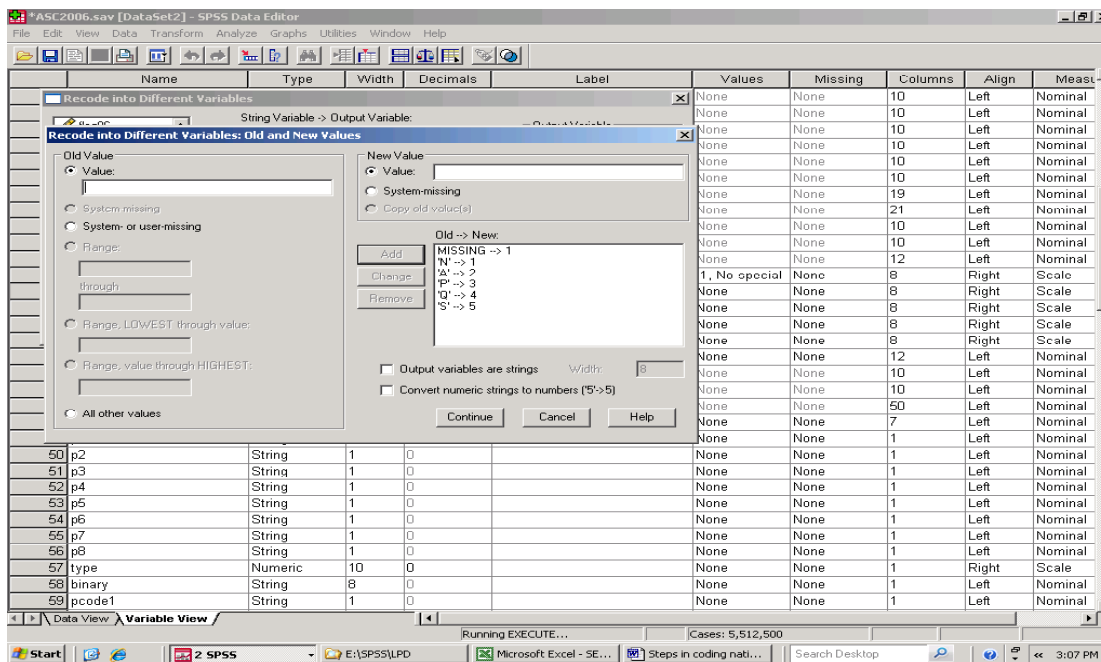 *ASC2006.sav [DataSet2] - SPSS Data Editor
File Edit View Data Transform Analyze Graphs Utilities Window Help
Name Type Width Decimals Label Values Missing Columns Align Measu
Recode into Different Variables
String Variable -> Output Variable:
Output Variable
Recode into Different Variables: Old and New Values
Old Value
Value:
System missing
System- or user-missing
Range:
through
Range, LOWEST through value:
Range, value through HIGHEST:
All other values
New Value
Value:
System-missing
Copy old value(s)
Old --> New:
Add
Change
Remove
MISSING --> 1
'N' --> 1
'A' --> 2
'P' --> 3
'Q' --> 4
'S' --> 5
Output variables are strings Width: 8
Convert numeric strings to numbers ('5'->5)
Continue Cancel Help
None None 10 Left Nominal
None None 10 Left Nominal
None None 10 Left Nominal
None None 10 Left Nominal
None None 10 Left Nominal
None None 19 Left Nominal
None None 21 Left Nominal
None None 10 Left Nominal
None None 10 Left Nominal
None None 12 Left Nominal
1, No special None 8 Right Scale
None None 8 Right Scale
None None 8 Right Scale
None None 8 Right Scale
None None 8 Right Scale
None None 12 Left Nominal
None None 10 Left Nominal
None None 10 Left Nominal
None None 50 Left Nominal
None None 7 Left Nominal
None None 1 Left Nominal
50 p2 String 1 0 None None 1 Left Nominal
51 p3 String 1 0 None None 1 Left Nominal
52 p4 String 1 0 None None 1 Left Nominal
53 p5 String 1 0 None None 1 Left Nominal
54 p6 String 1 0 None None 1 Left Nominal
55 p7 String 1 0 None None 1 Left Nominal
56 p8 String 1 0 None None 1 Left Nominal
57 type Numeric 10 0 None None 1 Right Scale
58 binary String 8 0 None None 1 Left Nominal
59 pcode1 String 1 0 None None 1 Left Nominal
Data View Variable View
Running EXECUTE... Cases: 5,512,500
Start 2 SPSS E:\SPSS\LPD Microsoft Excel - SE... Steps in coding nati... Search Desktop « 3:07 PM